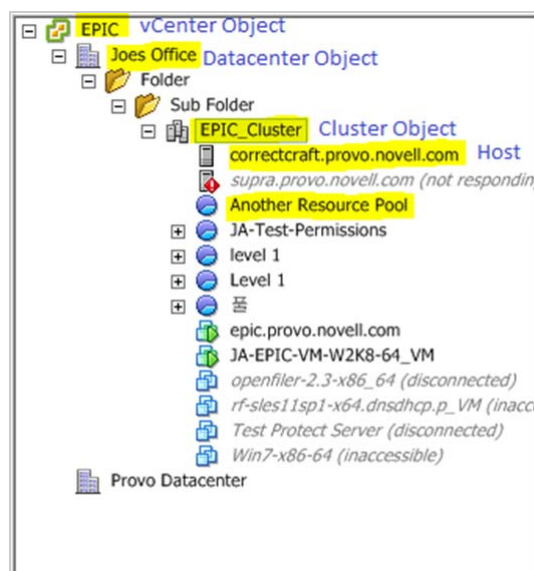 EPIC vCenter Object
Joes Office Datacenter Object
Folder
Sub Folder
EPIC_Cluster Cluster Object
correctcraft.provo.novell.com Host
supra.provo.novell.com (not respondin
Another Resource Pool
JA-Test-Permissions
level 1
Level 1
풀
epic.provo.novell.com
JA-EPIC-VM-W2K8-64_VM
openfiler-2.3-x86_64 (disconnected)
rf-sles11sp1-x64.dnsdhcp.p_VM (inacc
Test Protect Server (disconnected)
Win7-x86-64 (inaccessible)
Provo Datacenter